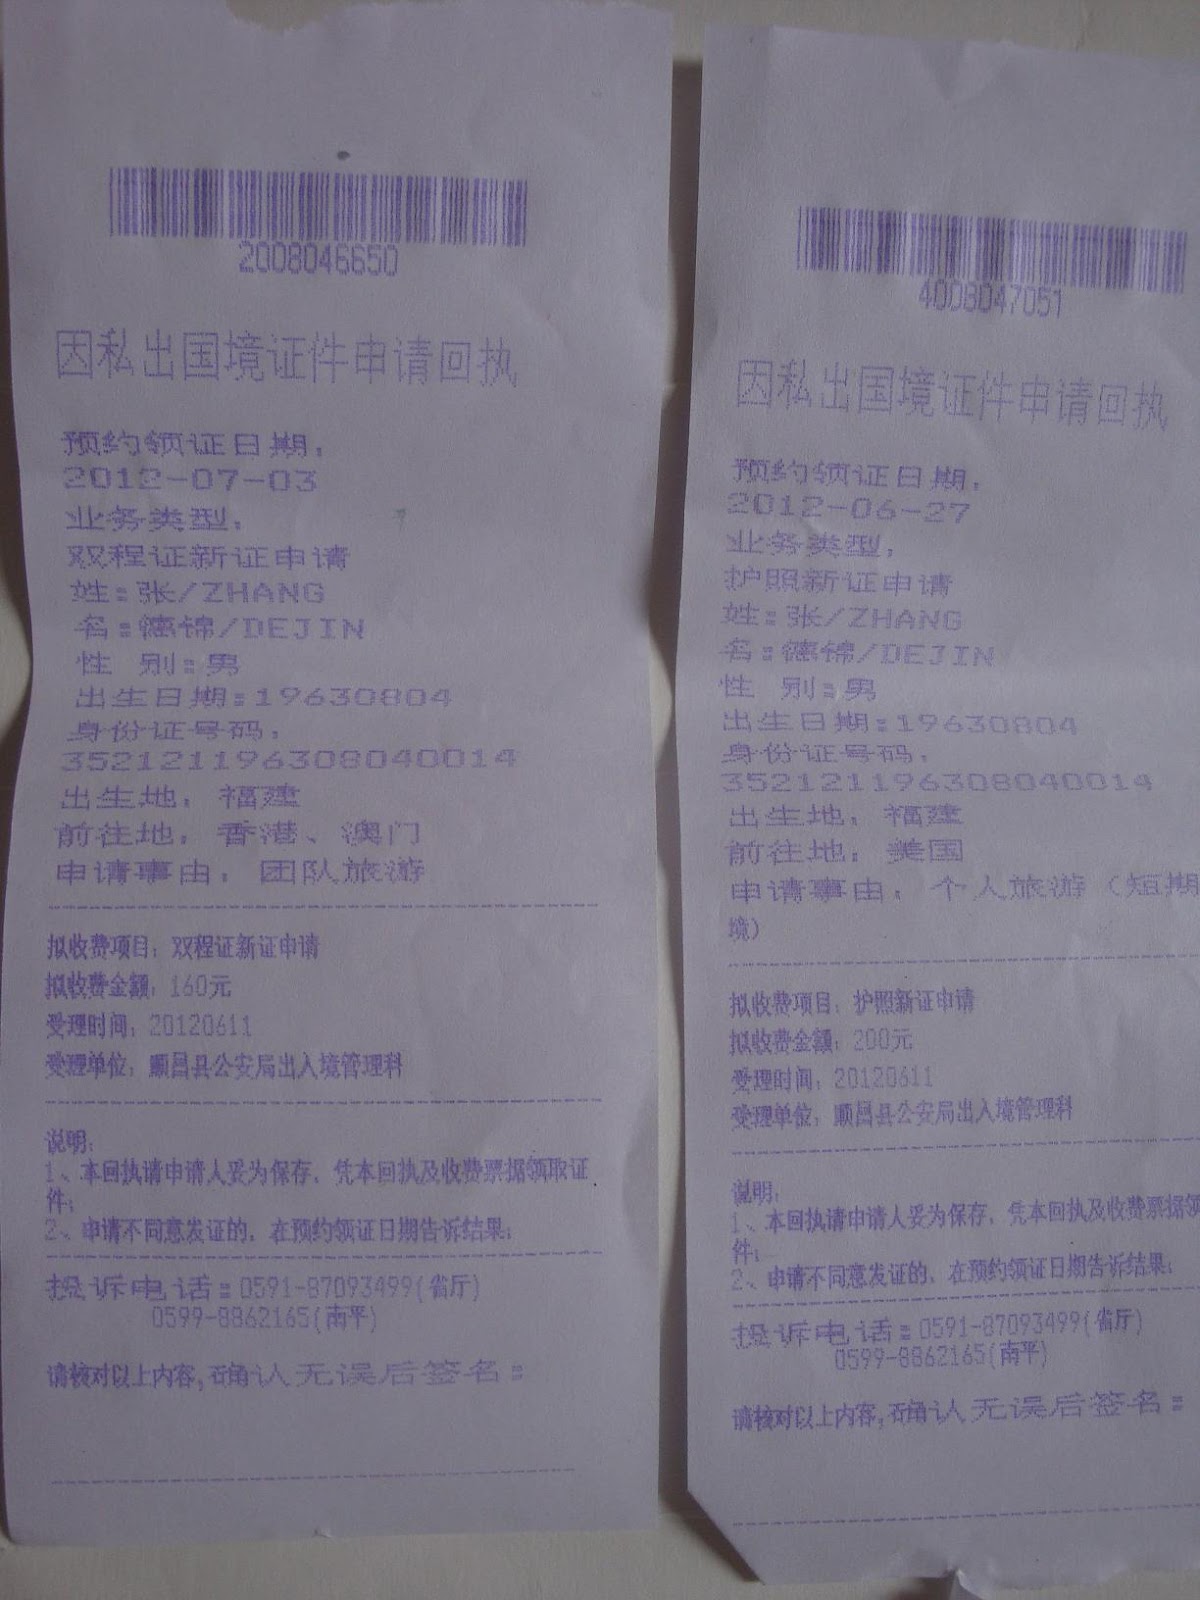 2008046650
因私出国境证件申请回执
预约领证日期:
2012-07-03
业务类型:
双程证新证申请
姓:张/ZHANG
名:德锦/DEJIN
性 别:男
出生日期:19630804
身份证号码:
352121196308040014
出生地: 福建
前往地: 香港、澳门
申请事由: 团队旅游
拟收费项目: 双程证新证申请
拟收费金额: 160元
受理时间: 20120611
受理单位: 顺昌县公安局出入境管理科
说明:
1、本回执请申请人妥为保存, 凭本回执及收费票据领取证
件;
2、申请不同意发证的, 在预约领证日期告诉结果;
投诉电话:0591-87093499(省厅)
0599-8862165(南平)
请核对以上内容,确认无误后签名:
4008047051
因私出国境证件申请回执
预约领证日期:
2012-06-27
业务类型:
护照新证申请
姓:张/ZHANG
名:德锦/DEJIN
性 别:男
出生日期:19630804
身份证号码:
352121196308040014
出生地: 福建
前往地: 美国
申请事由: 个人旅游(短期
境)
拟收费项目: 护照新证申请
拟收费金额: 200元
受理时间: 20120611
受理单位: 顺昌县公安局出入境管理科
说明:
1、本回执请申请人妥为保存, 凭本回执及收费票据领
件;
2、申请不同意发证的, 在预约领证日期告诉结果;
投诉电话:0591-87093499(省厅)
0599-8862165(南平)
请核对以上内容,确认无误后签名: